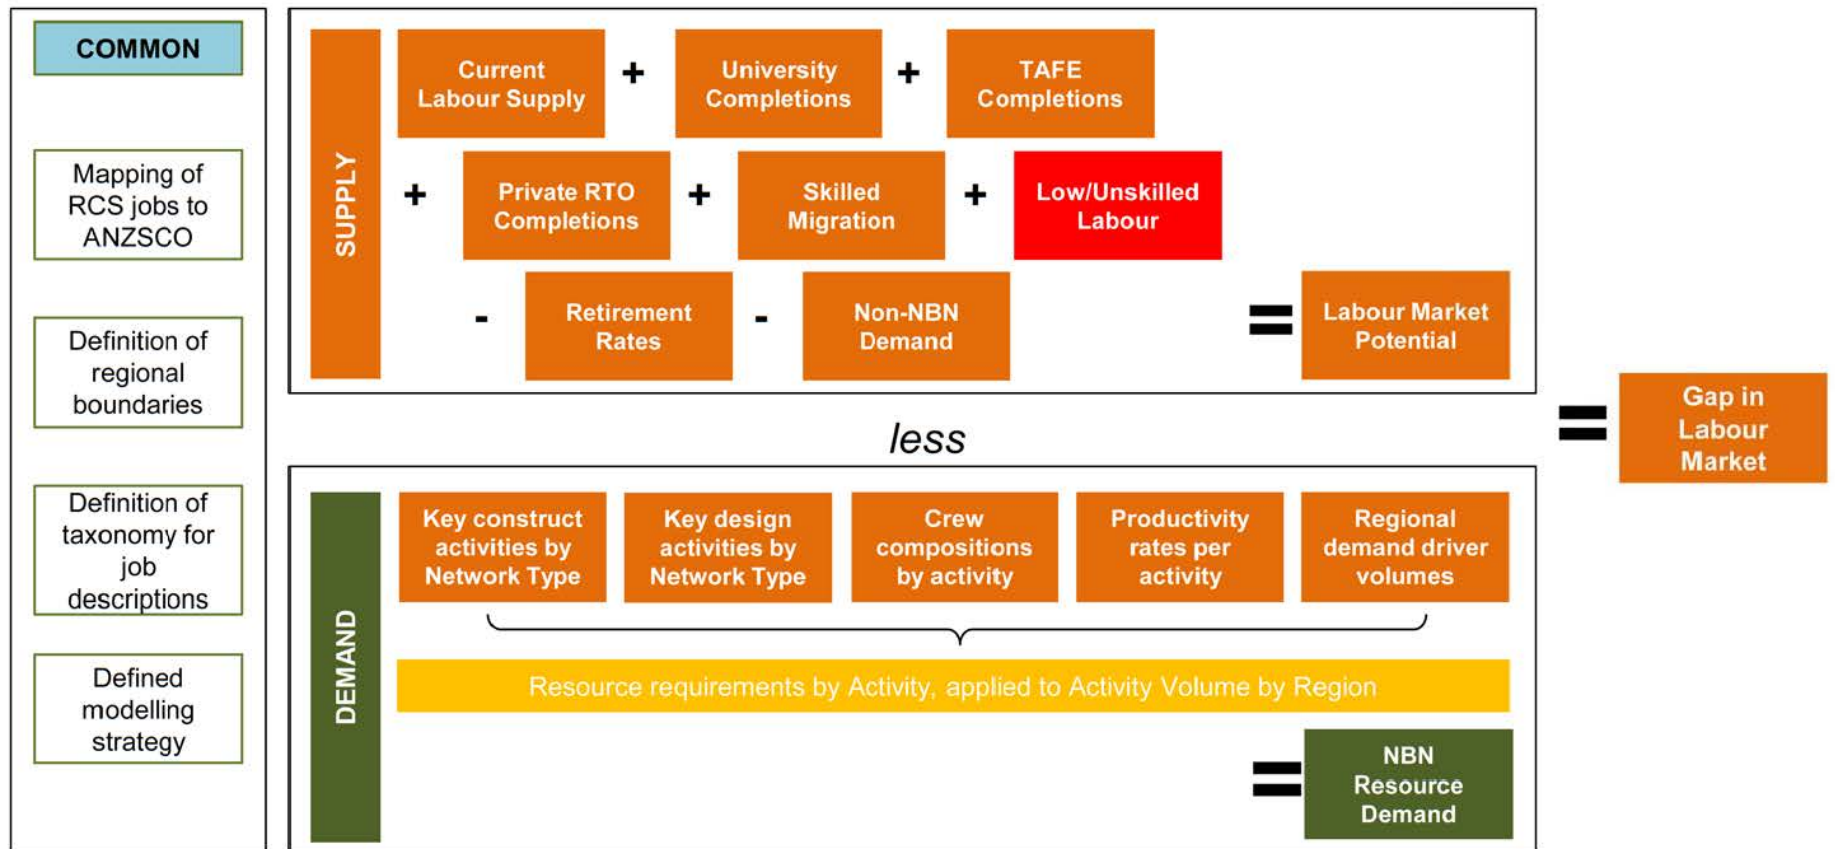 COMMON
Mapping of
RCS jobs to
ANZSCO
Definition of
regional
boundaries
Definition of
taxonomy for
job
descriptions
Defined
modelling
strategy
SUPPLY
Current
Labour Supply
+
University
Completions
+
TAFE
Completions
+
Private RTO
Completions
+
Skilled
Migration
+
Low/Unskilled
Labour
-
Retirement
Rates
-
Non-NBN
Demand
=
Labour Market
Potential
less
DEMAND
Key construct
activities by
Network Type
Key design
activities by
Network Type
Crew
compositions
by activity
Productivity
rates per
activity
Regional
demand driver
volumes
Resource requirements by Activity, applied to Activity Volume by Region
=
NBN
Resource
Demand
=
Gap in
Labour
Market